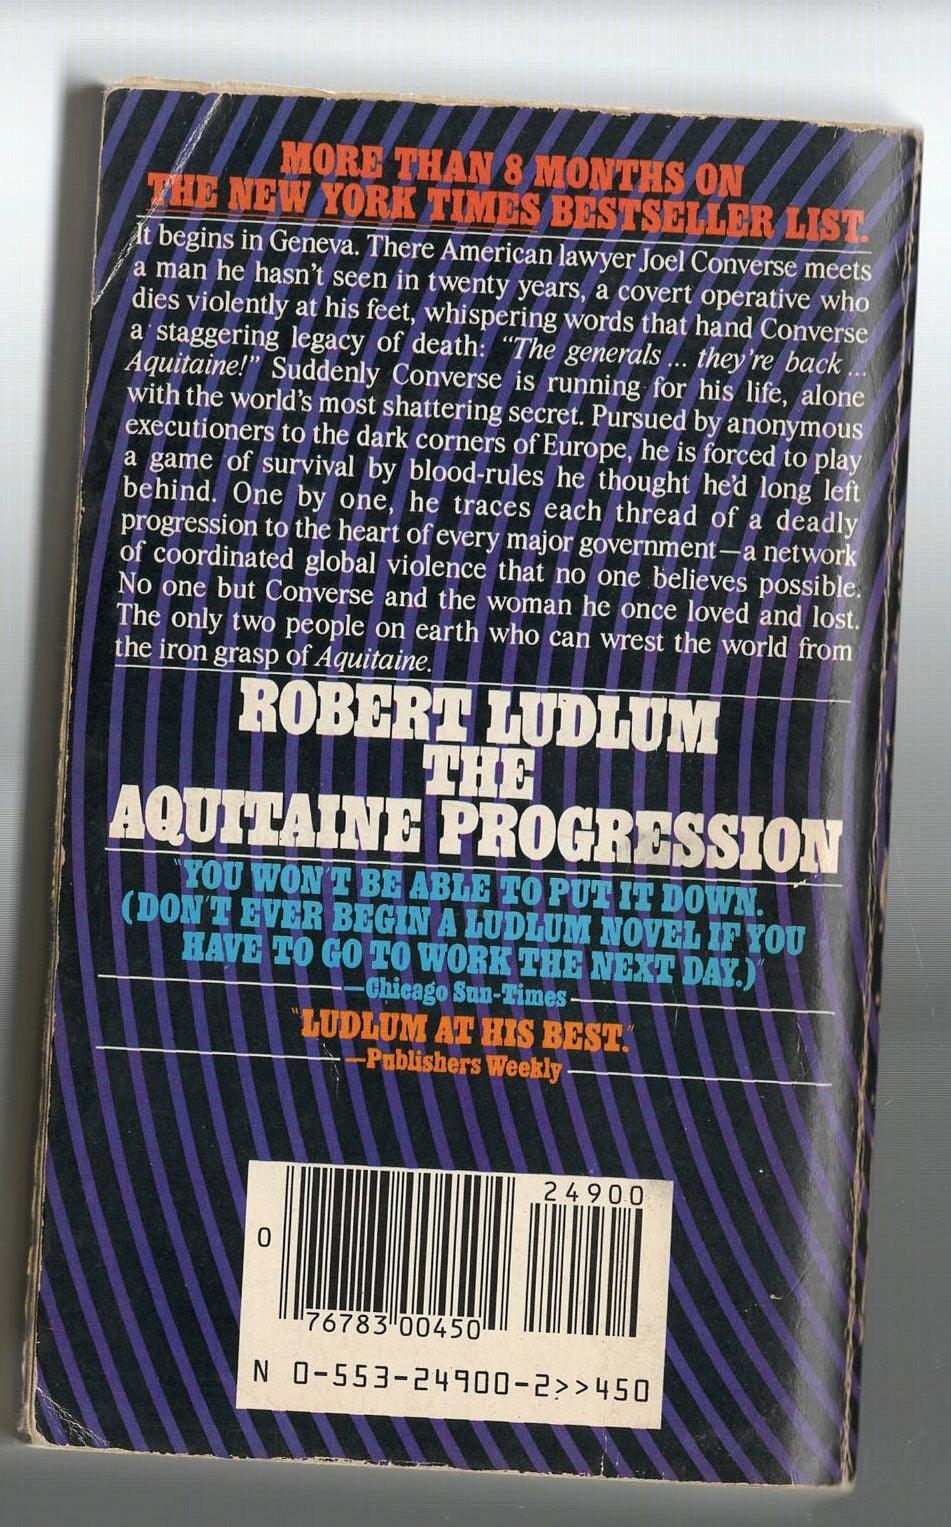 MORE THAN 8 MONTHS ON
THE NEW YORK TIMES BESTSELLER LIST.
It begins in Geneva. There American lawyer Joel Converse meets
a man he hasn't seen in twenty years, a covert operative who
dies violently at his feet, whispering words that hand Converse
a staggering legacy of death: "The generals ... they're back ...
Aquitaine!" Suddenly Converse is running for his life, alone
with the world's most shattering secret. Pursued by anonymous
executioners to the dark corners of Europe, he is forced to play
a game of survival by blood-rules he thought he'd long left
behind. One by one, he traces each thread of a deadly
progression to the heart of every major government—a network
of coordinated global violence that no one believes possible.
No one but Converse and the woman he once loved and lost.
The only two people on earth who can wrest the world from
the iron grasp of Aquitaine.
ROBERT LUDLUM
THE
AQUITAINE PROGRESSION
"YOU WON'T BE ABLE TO PUT IT DOWN.
(DON'T EVER BEGIN A LUDLUM NOVEL IF YOU
HAVE TO GO TO WORK THE NEXT DAY.)"
—Chicago Sun-Times
"LUDLUM AT HIS BEST."
—Publishers Weekly
24900
0
76783 00450
N 0-553-24900-2>>450